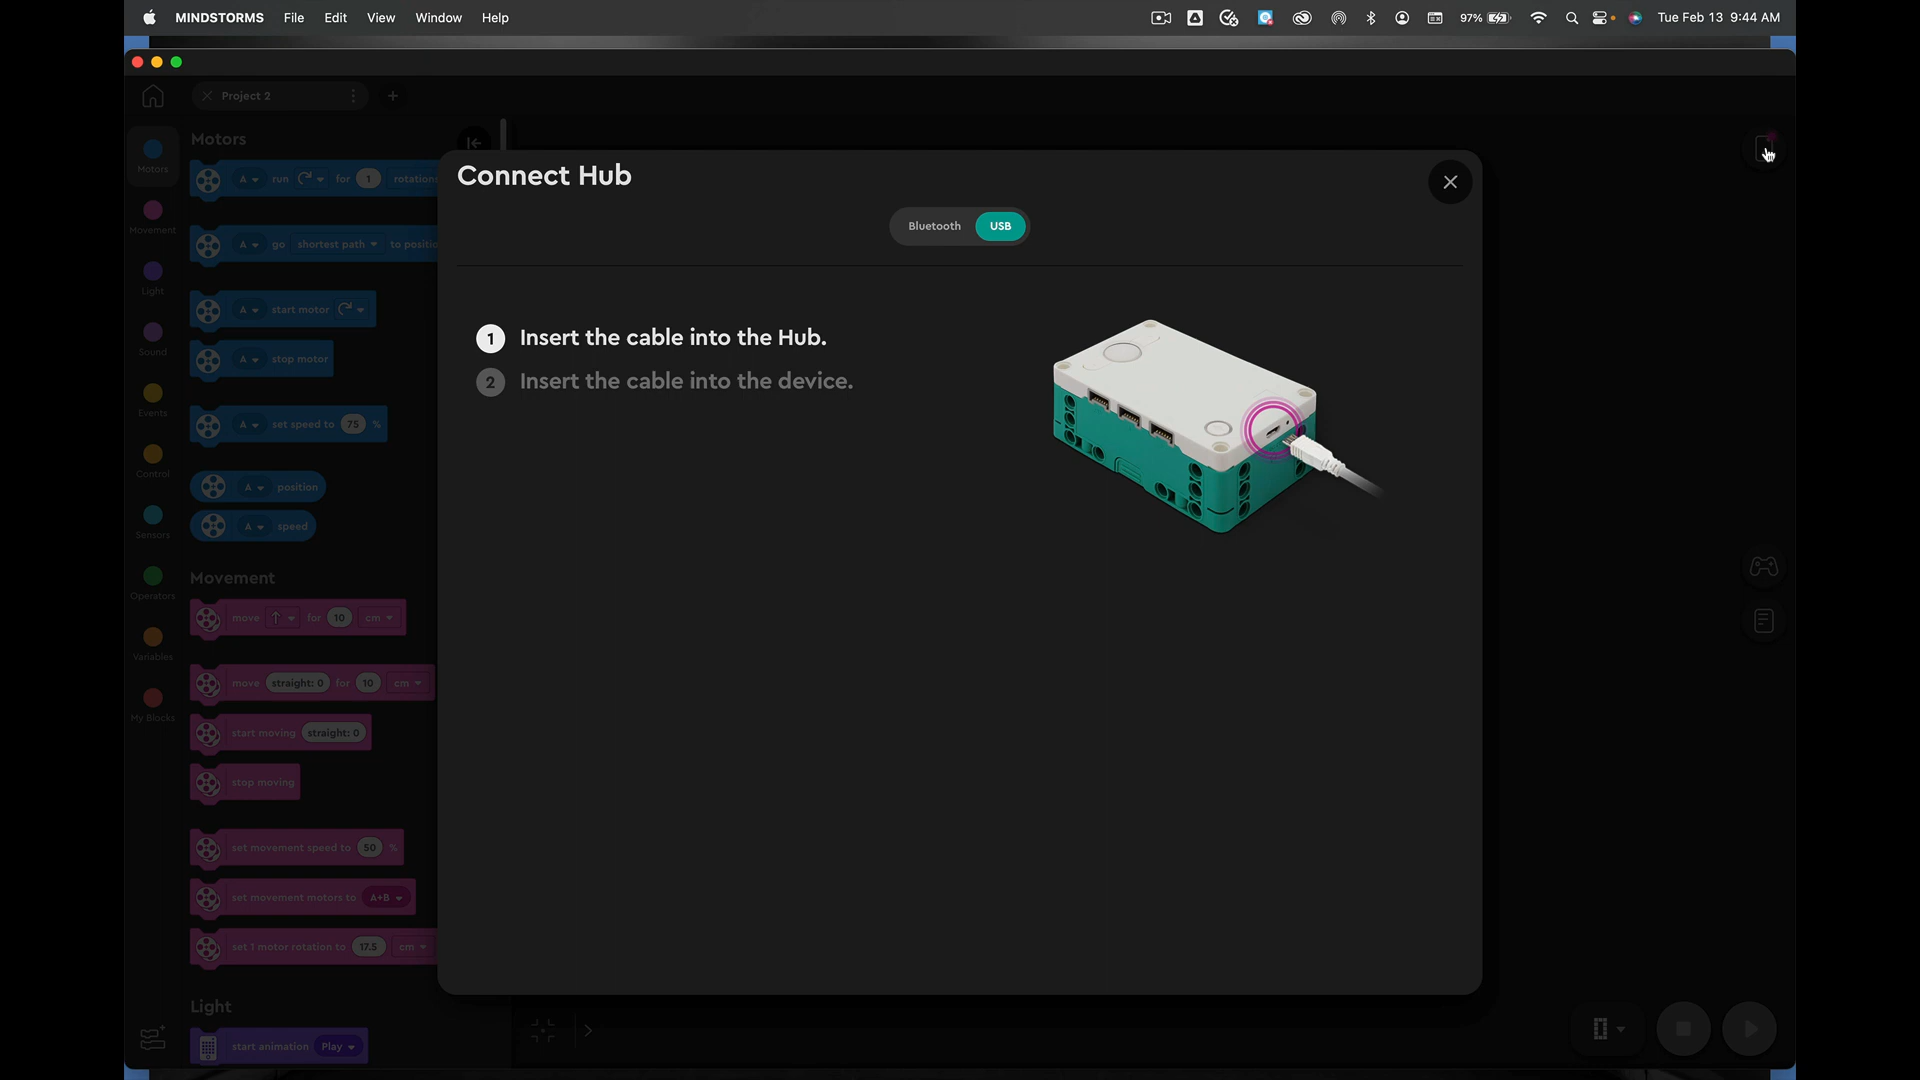 MINDSTORMS File Edit View Window Help 97% Tue Feb 13 9:44 AM
Project 2
Motors
Motors
A run for 1 rotations
Movement
A go shortest path to positio
Light
A start motor
Sound
A stop motor
Events
A set speed to 75 %
Control
A position
Sensors
A speed
Operators
Movement
move for 10 cm
Variables
move straight: 0 for 10 cm
My Blocks
start moving straight: 0
stop moving
set movement speed to 50 %
set movement motors to A+B
set 1 motor rotation to 17.5 cm
Light
start animation Play
Connect Hub
Bluetooth USB
1 Insert the cable into the Hub.
2 Insert the cable into the device.